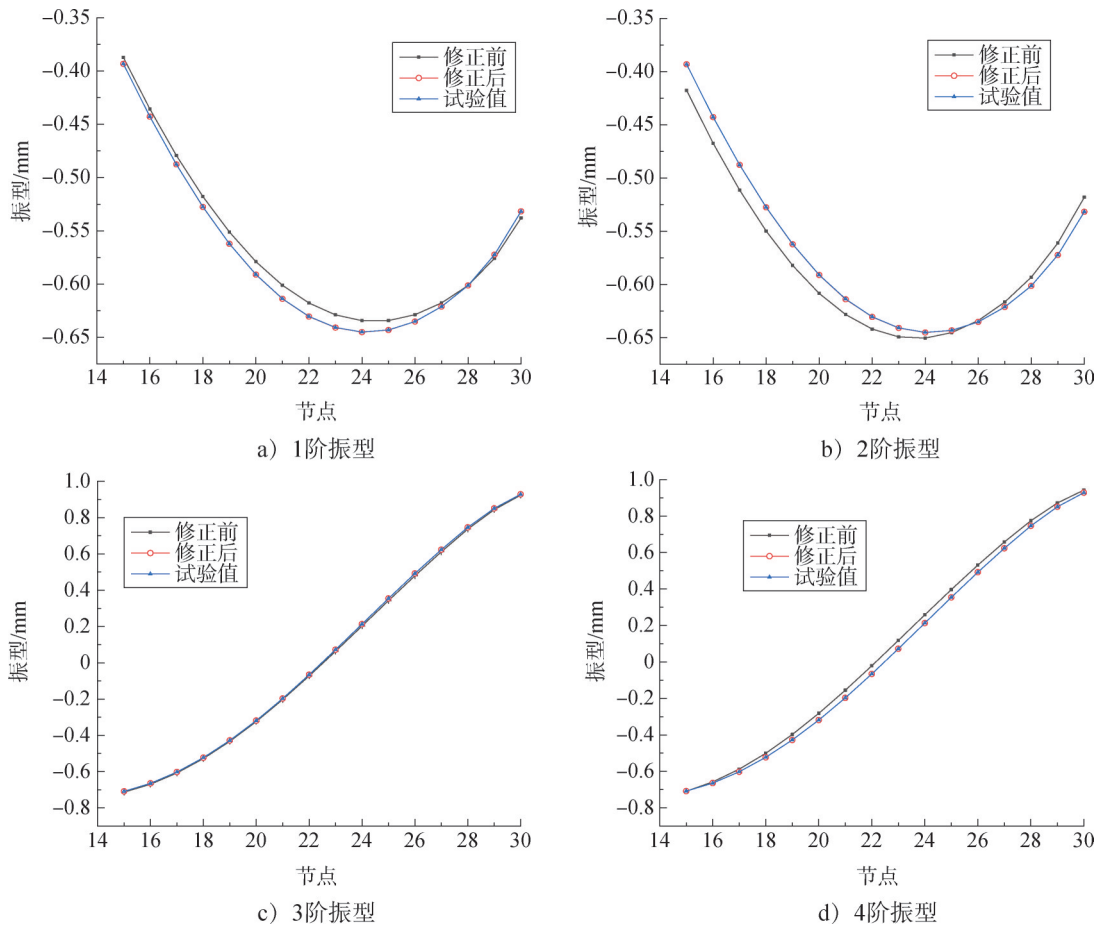 -0.35
-0.40
-0.45
-0.50
-0.55
-0.60
-0.65
振型/mm
修正前
修正后
试验值
14 16 18 20 22 24 26 28 30
节点
a）1阶振型
-0.35
-0.40
-0.45
-0.50
-0.55
-0.60
-0.65
振型/mm
修正前
修正后
试验值
14 16 18 20 22 24 26 28 30
节点
b）2阶振型
1.0
0.8
0.6
0.4
0.2
0
-0.2
-0.4
-0.6
-0.8
振型/mm
修正前
修正后
试验值
14 16 18 20 22 24 26 28 30
节点
c）3阶振型
1.0
0.8
0.6
0.4
0.2
0
-0.2
-0.4
-0.6
-0.8
振型/mm
修正前
修正后
试验值
14 16 18 20 22 24 26 28 30
节点
d）4阶振型